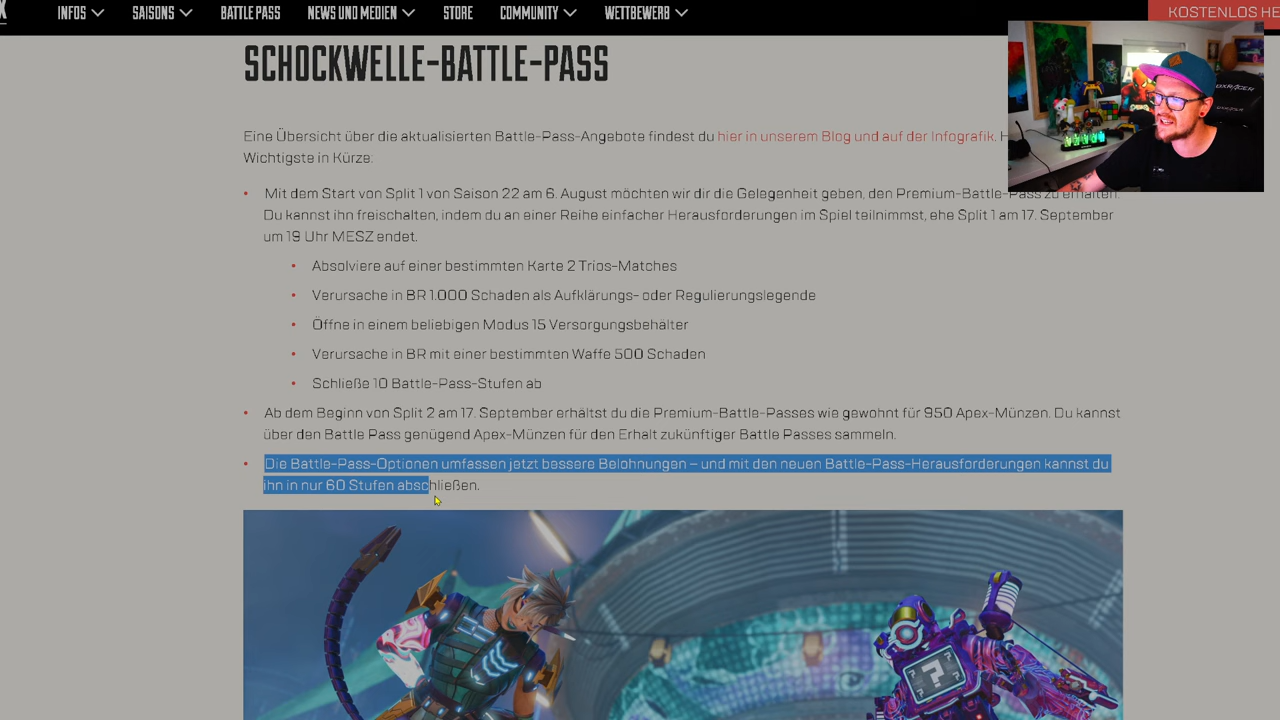 INFOS SAISONS BATTLE PASS NEWS UND MEDIEN STORE COMMUNITY WETTBEWERB KOSTENLOS HE
SCHOCKWELLE-BATTLE-PASS
Eine Übersicht über die aktualisierten Battle-Pass-Angebote findest du hier in unserem Blog und auf der Infografik. H
Wichtigste in Kürze:
• Mit dem Start von Split 1 von Saison 22 am 6. August möchten wir dir die Gelegenheit geben, den Premium-Battle-Pass zu erhalten.
Du kannst ihn freischalten, indem du an einer Reihe einfacher Herausforderungen im Spiel teilnimmst, ehe Split 1 am 17. September
um 19 Uhr MESZ endet.
• Absolviere auf einer bestimmten Karte 2 Trios-Matches
• Verursache in BR 1.000 Schaden als Aufklärungs- oder Regulierungslegende
• Öffne in einem beliebigen Modus 15 Versorgungsbehälter
• Verursache in BR mit einer bestimmten Waffe 500 Schaden
• Schließe 10 Battle-Pass-Stufen ab
• Ab dem Beginn von Split 2 am 17. September erhältst du die Premium-Battle-Passes wie gewohnt für 950 Apex-Münzen. Du kannst
über den Battle Pass genügend Apex-Münzen für den Erhalt zukünftiger Battle Passes sammeln.
• Die Battle-Pass-Optionen umfassen jetzt bessere Belohnungen – und mit den neuen Battle-Pass-Herausforderungen kannst du
ihn in nur 60 Stufen abschließen.